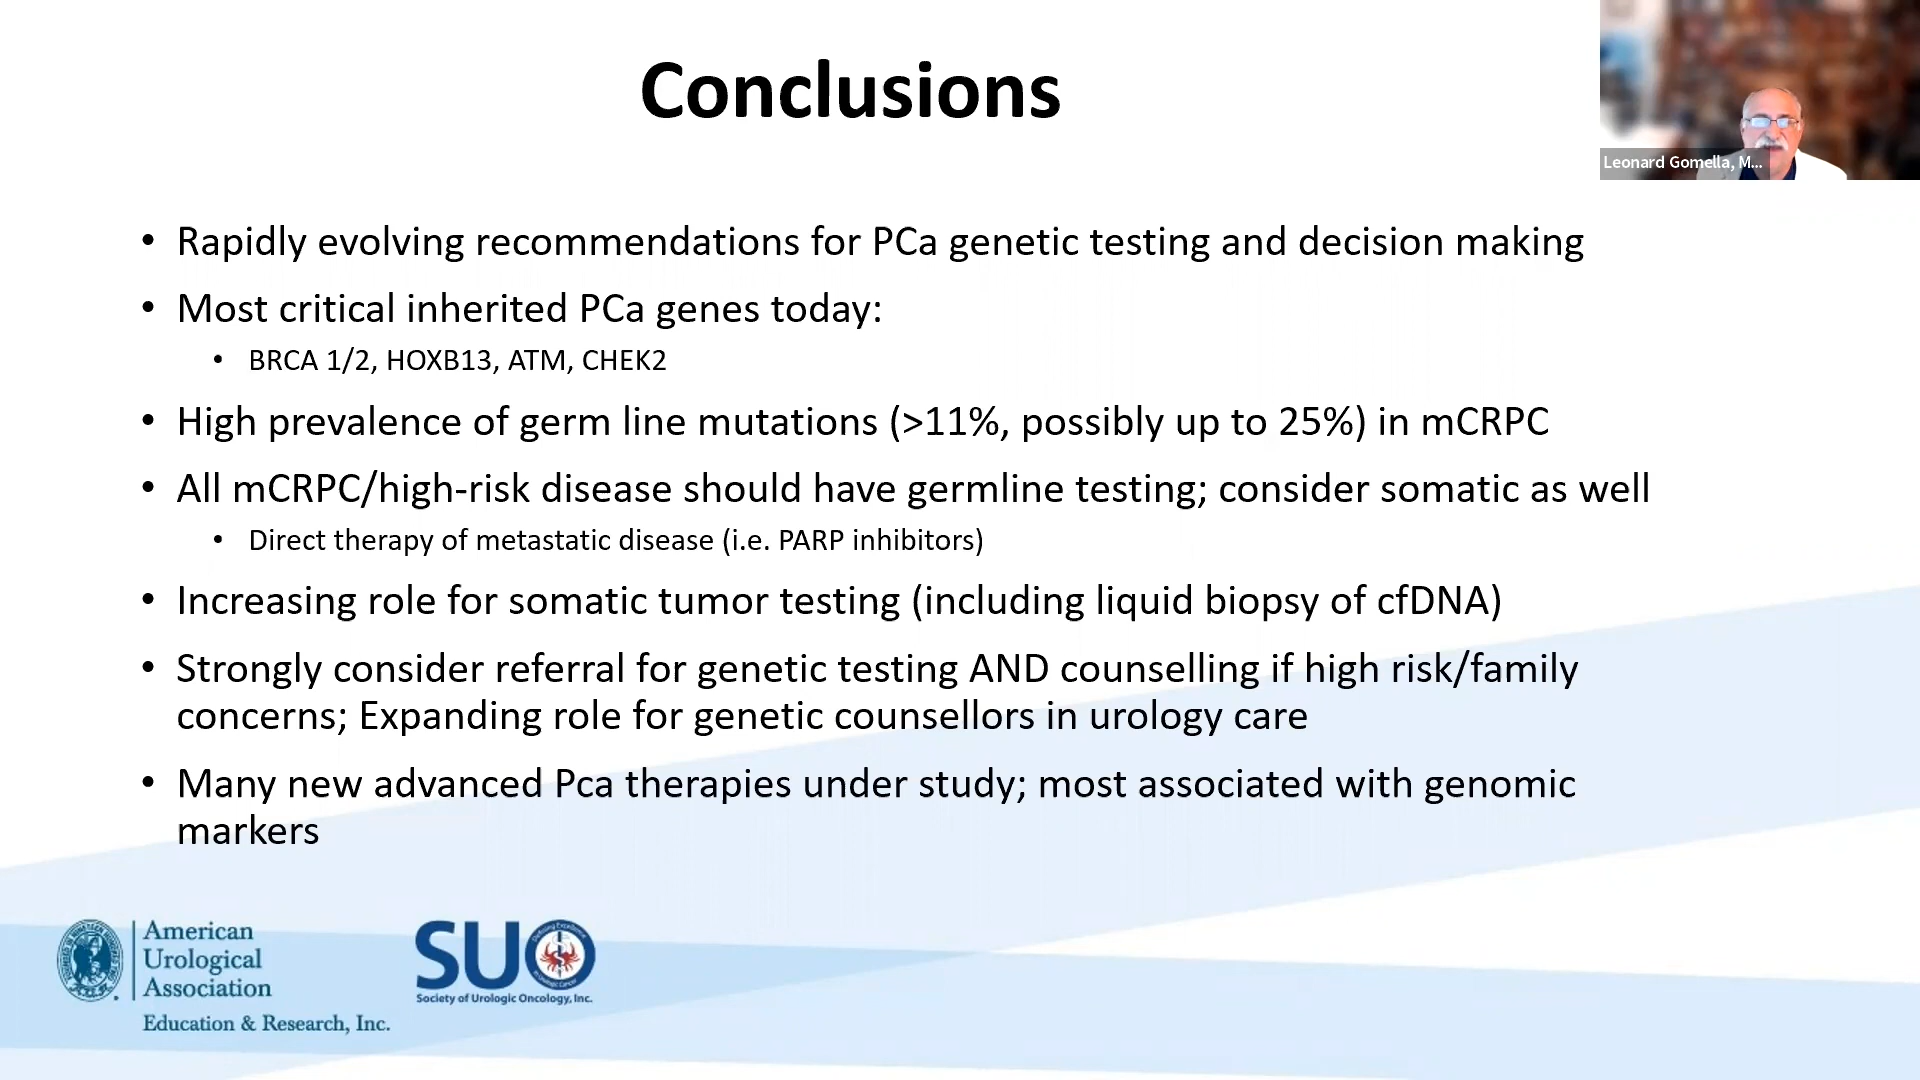 Conclusions
Leonard Gomella, M...
• Rapidly evolving recommendations for PCa genetic testing and decision making
• Most critical inherited PCa genes today:
• BRCA 1/2, HOXB13, ATM, CHEK2
• High prevalence of germ line mutations (>11%, possibly up to 25%) in mCRPC
• All mCRPC/high-risk disease should have germline testing; consider somatic as well
• Direct therapy of metastatic disease (i.e. PARP inhibitors)
• Increasing role for somatic tumor testing (including liquid biopsy of cfDNA)
• Strongly consider referral for genetic testing AND counselling if high risk/family
concerns; Expanding role for genetic counsellors in urology care
• Many new advanced Pca therapies under study; most associated with genomic
markers
American
Urological
Association
Education & Research, Inc.
SUO
Society of Urologic Oncology, Inc.